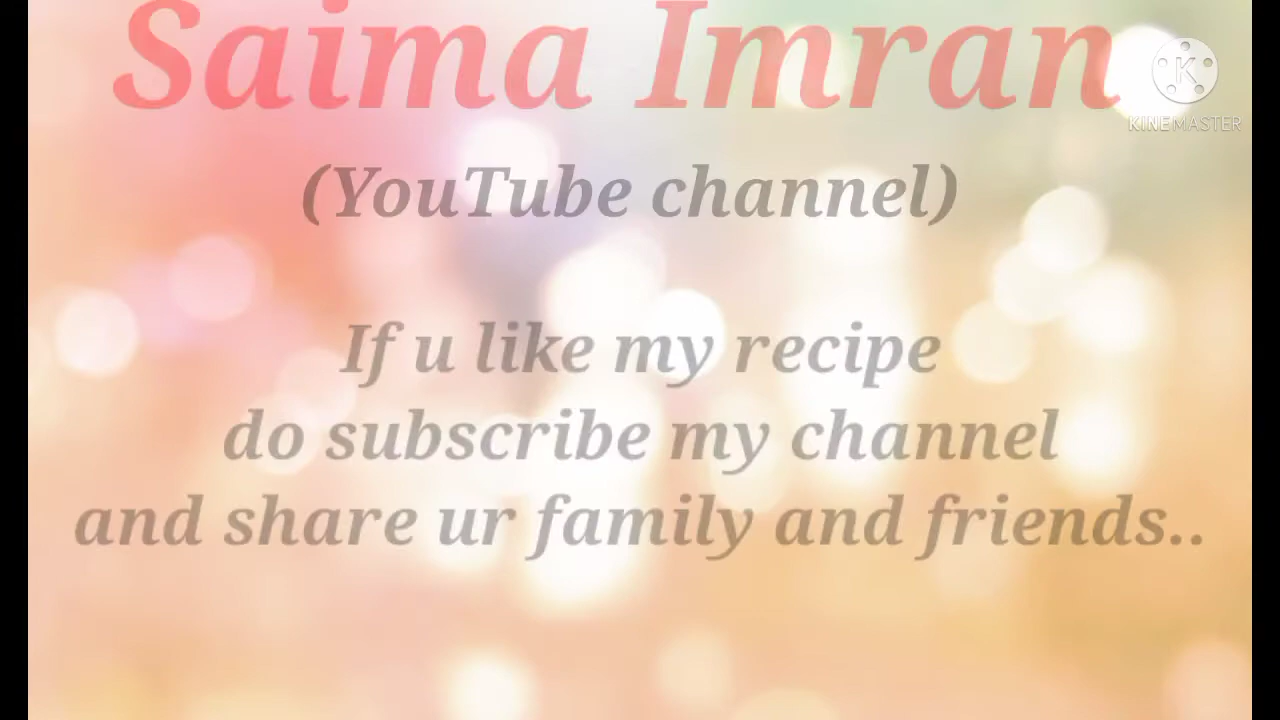 Saima Imran
KINEMASTER
(YouTube channel)
If u like my recipe
do subscribe my channel
and share ur family and friends..